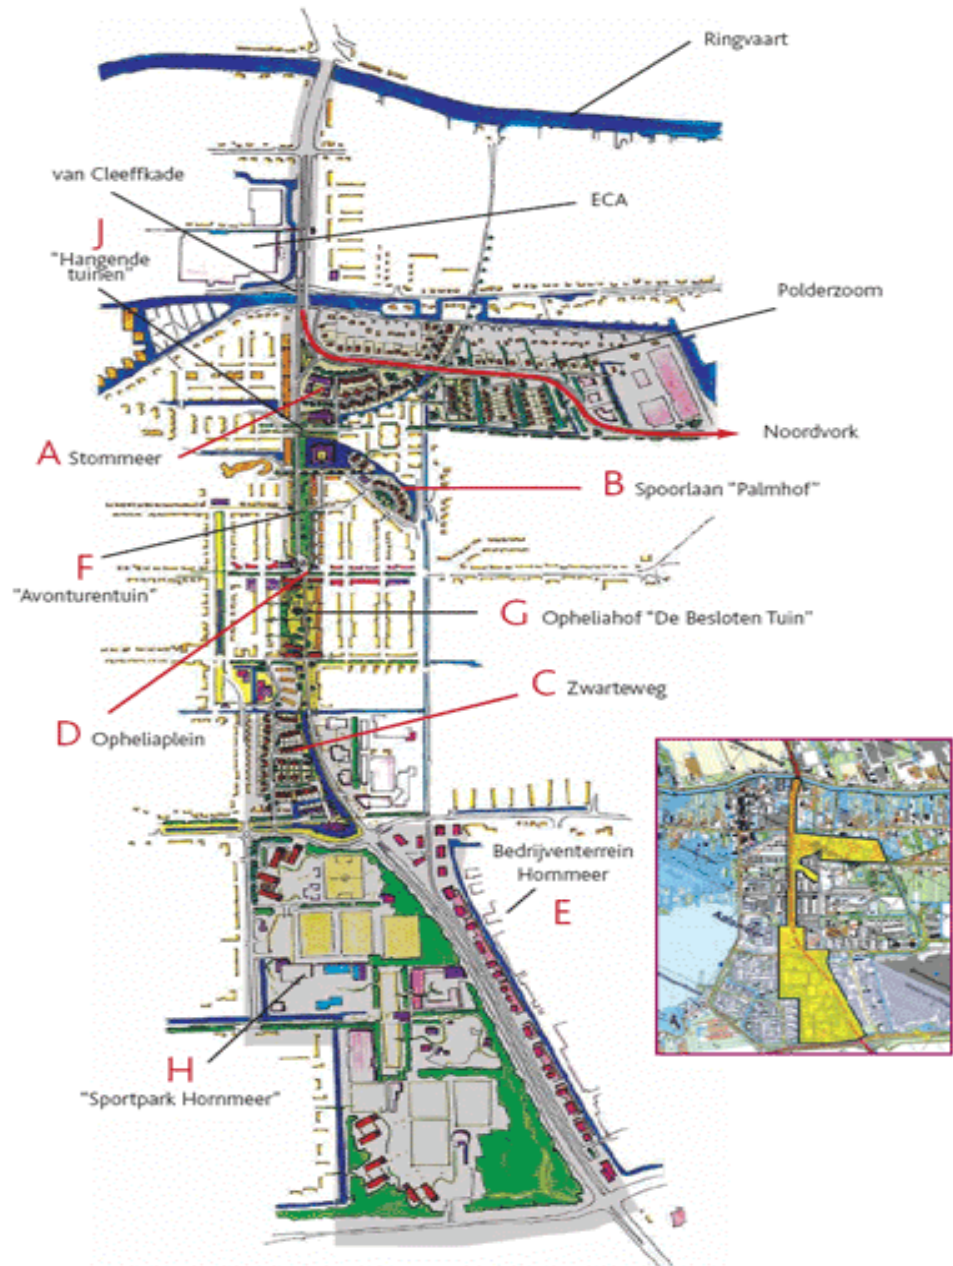 Ringvaart
van Cleeffkade
ECA
J
"Hangende
tuinen"
Polderzoom
A Stommeer
Noordvork
B Spoorlaan "Palmhof"
F
"Avonturentuin"
G Opheliahof "De Besloten Tuin"
C Zwarteweg
D Opheliaplein
Bedrijventerrein
Hornmeer
E
H
"Sportpark Hornmeer"